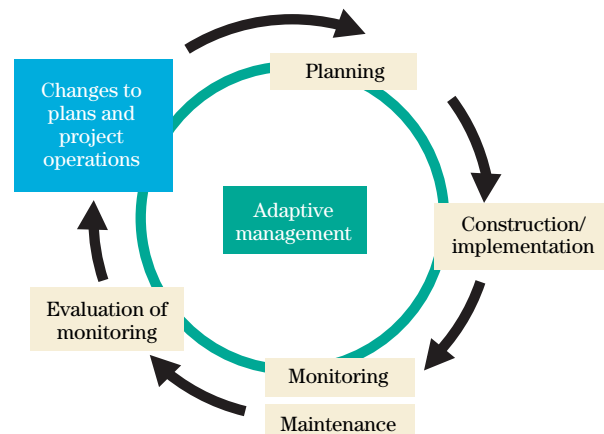 Planning
Changes to
plans and
project
operations
Adaptive
management
Construction/
implementation
Evaluation of
monitoring
Monitoring
Maintenance